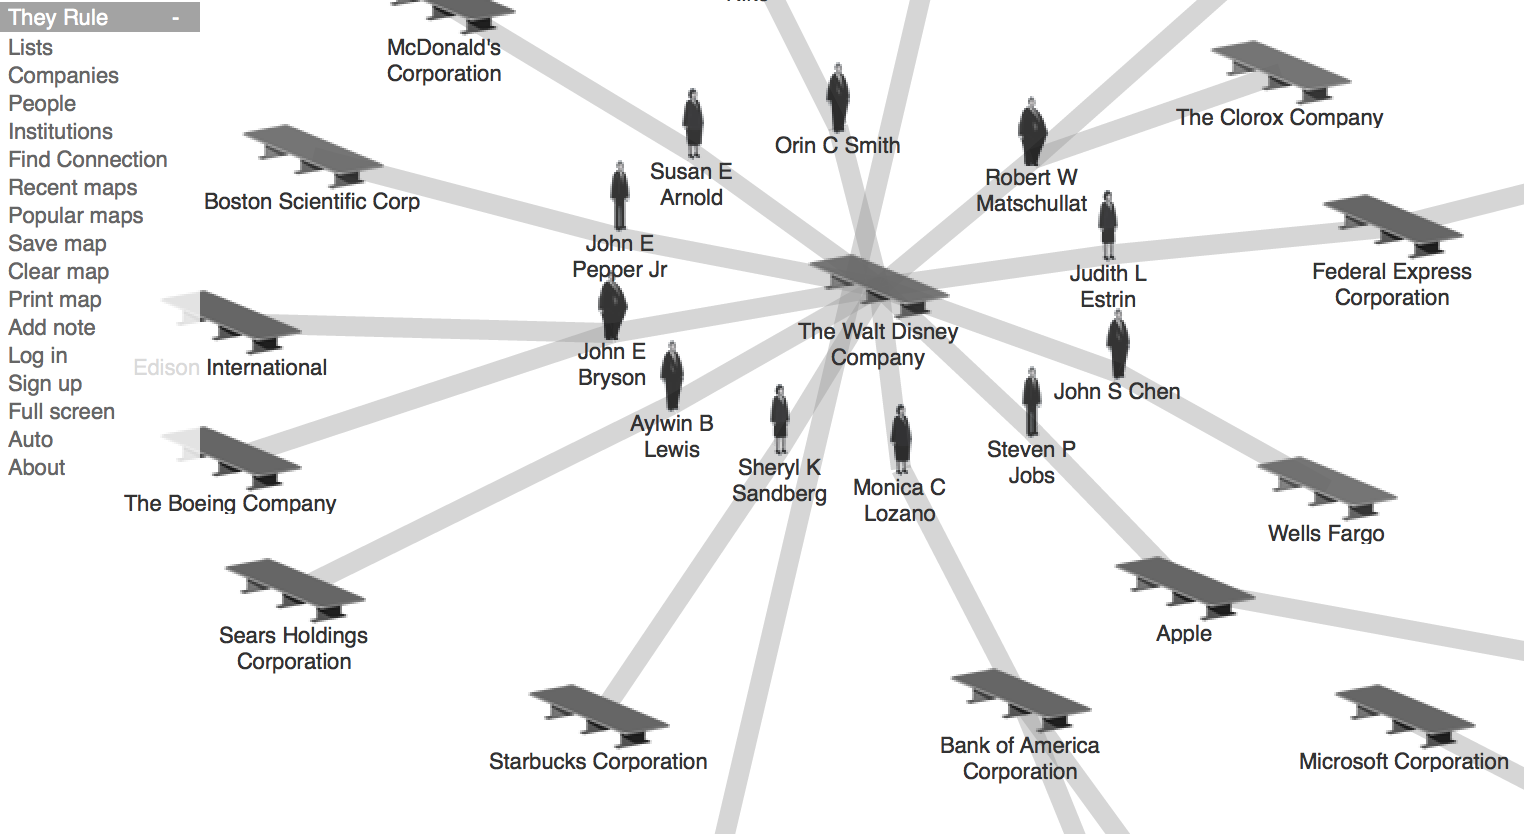 They Rule -
Lists
Companies
People
Institutions
Find Connection
Recent maps
Popular maps
Save map
Clear map
Print map
Add note
Log in
Sign up
Full screen
Auto
About
McDonald's
Corporation
Susan E
Arnold
Orin C Smith
Robert W
Matschullat
The Clorox Company
Boston Scientific Corp
John E
Pepper Jr
Judith L
Estrin
Federal Express
Corporation
Edison International
John E
Bryson
The Walt Disney
Company
John S Chen
Aylwin B
Lewis
Sheryl K
Sandberg
Monica C
Lozano
Steven P
Jobs
The Boeing Company
Wells Fargo
Sears Holdings
Corporation
Apple
Starbucks Corporation
Bank of America
Corporation
Microsoft Corporation